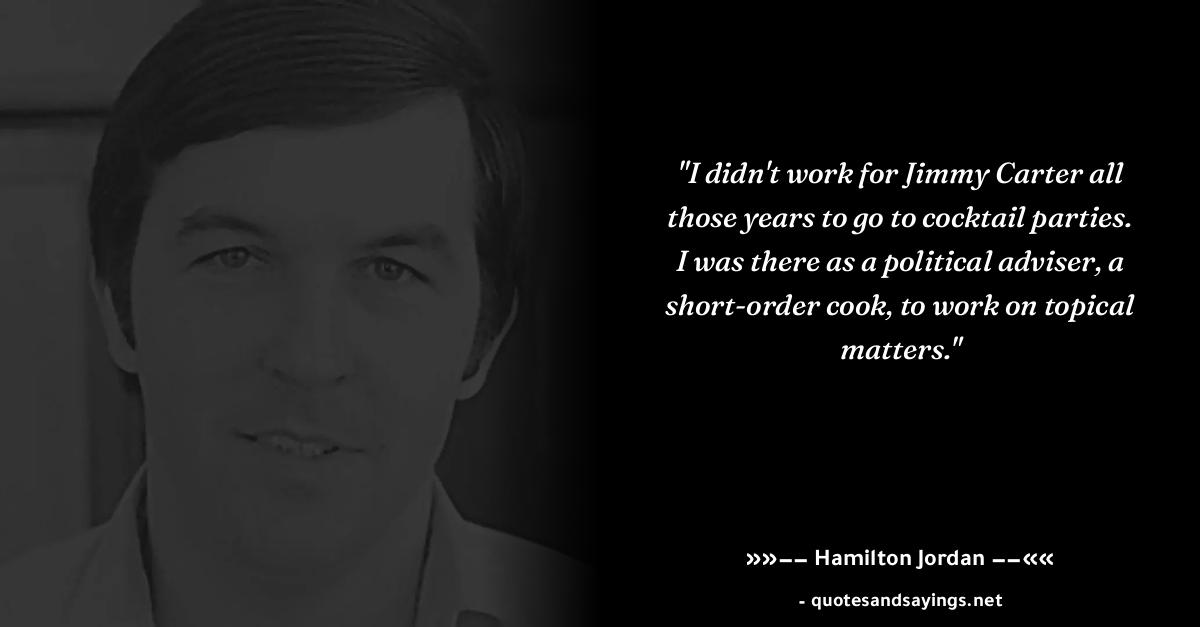 "I didn't work for Jimmy Carter all
those years to go to cocktail parties.
I was there as a political adviser, a
short-order cook, to work on topical
matters."
»»−− Hamilton Jordan −−««
- quotesandsayings.net